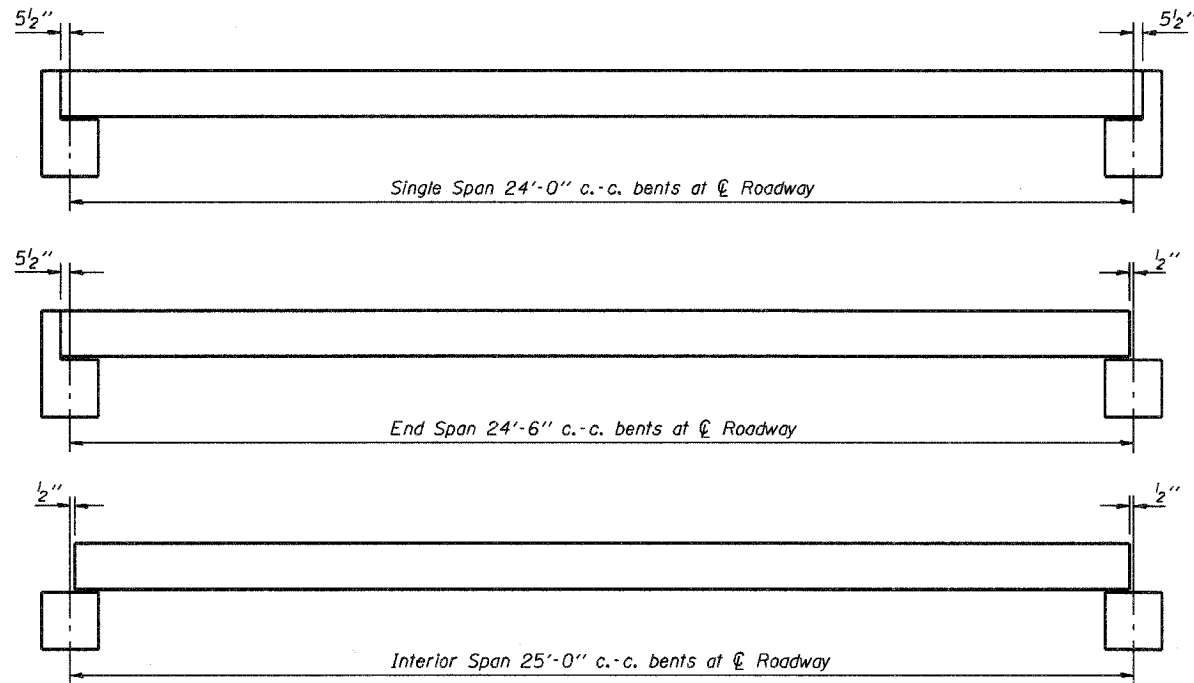 5½" 5½"
Single Span 24'-0" c.-c. bents at ℄ Roadway
5½" ½"
End Span 24'-6" c.-c. bents at ℄ Roadway
½" ½"
Interior Span 25'-0" c.-c. bents at ℄ Roadway